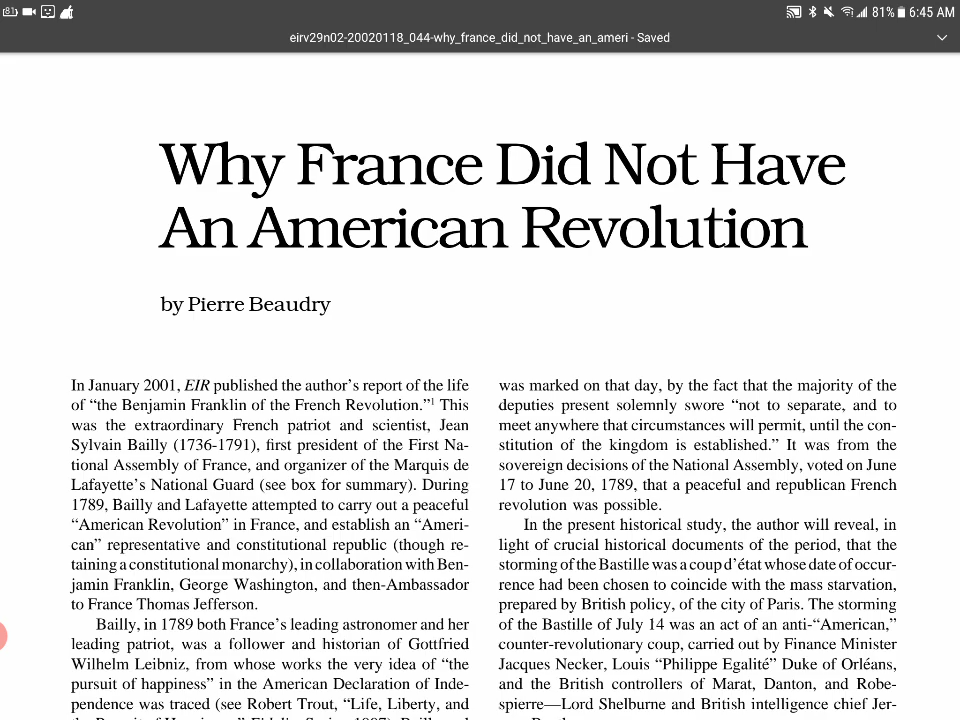 81% 6:45 AM
eirv29n02-20020118_044-why_france_did_not_have_an_ameri - Saved
Why France Did Not Have
An American Revolution
by Pierre Beaudry
In January 2001, EIR published the author's report of the life
of “the Benjamin Franklin of the French Revolution.”1 This
was the extraordinary French patriot and scientist, Jean
Sylvain Bailly (1736-1791), first president of the First Na-
tional Assembly of France, and organizer of the Marquis de
Lafayette's National Guard (see box for summary). During
1789, Bailly and Lafayette attempted to carry out a peaceful
“American Revolution” in France, and establish an “Ameri-
can” representative and constitutional republic (though re-
taining a constitutional monarchy), in collaboration with Ben-
jamin Franklin, George Washington, and then-Ambassador
to France Thomas Jefferson.
Bailly, in 1789 both France's leading astronomer and her
leading patriot, was a follower and historian of Gottfried
Wilhelm Leibniz, from whose works the very idea of “the
pursuit of happiness” in the American Declaration of Inde-
pendence was traced (see Robert Trout, “Life, Liberty, and
was marked on that day, by the fact that the majority of the
deputies present solemnly swore “not to separate, and to
meet anywhere that circumstances will permit, until the con-
stitution of the kingdom is established.” It was from the
sovereign decisions of the National Assembly, voted on June
17 to June 20, 1789, that a peaceful and republican French
revolution was possible.
In the present historical study, the author will reveal, in
light of crucial historical documents of the period, that the
storming of the Bastille was a coup d'état whose date of occur-
rence had been chosen to coincide with the mass starvation,
prepared by British policy, of the city of Paris. The storming
of the Bastille of July 14 was an act of an anti-“American,”
counter-revolutionary coup, carried out by Finance Minister
Jacques Necker, Louis “Philippe Egalité” Duke of Orléans,
and the British controllers of Marat, Danton, and Robe-
spierre—Lord Shelburne and British intelligence chief Jer-